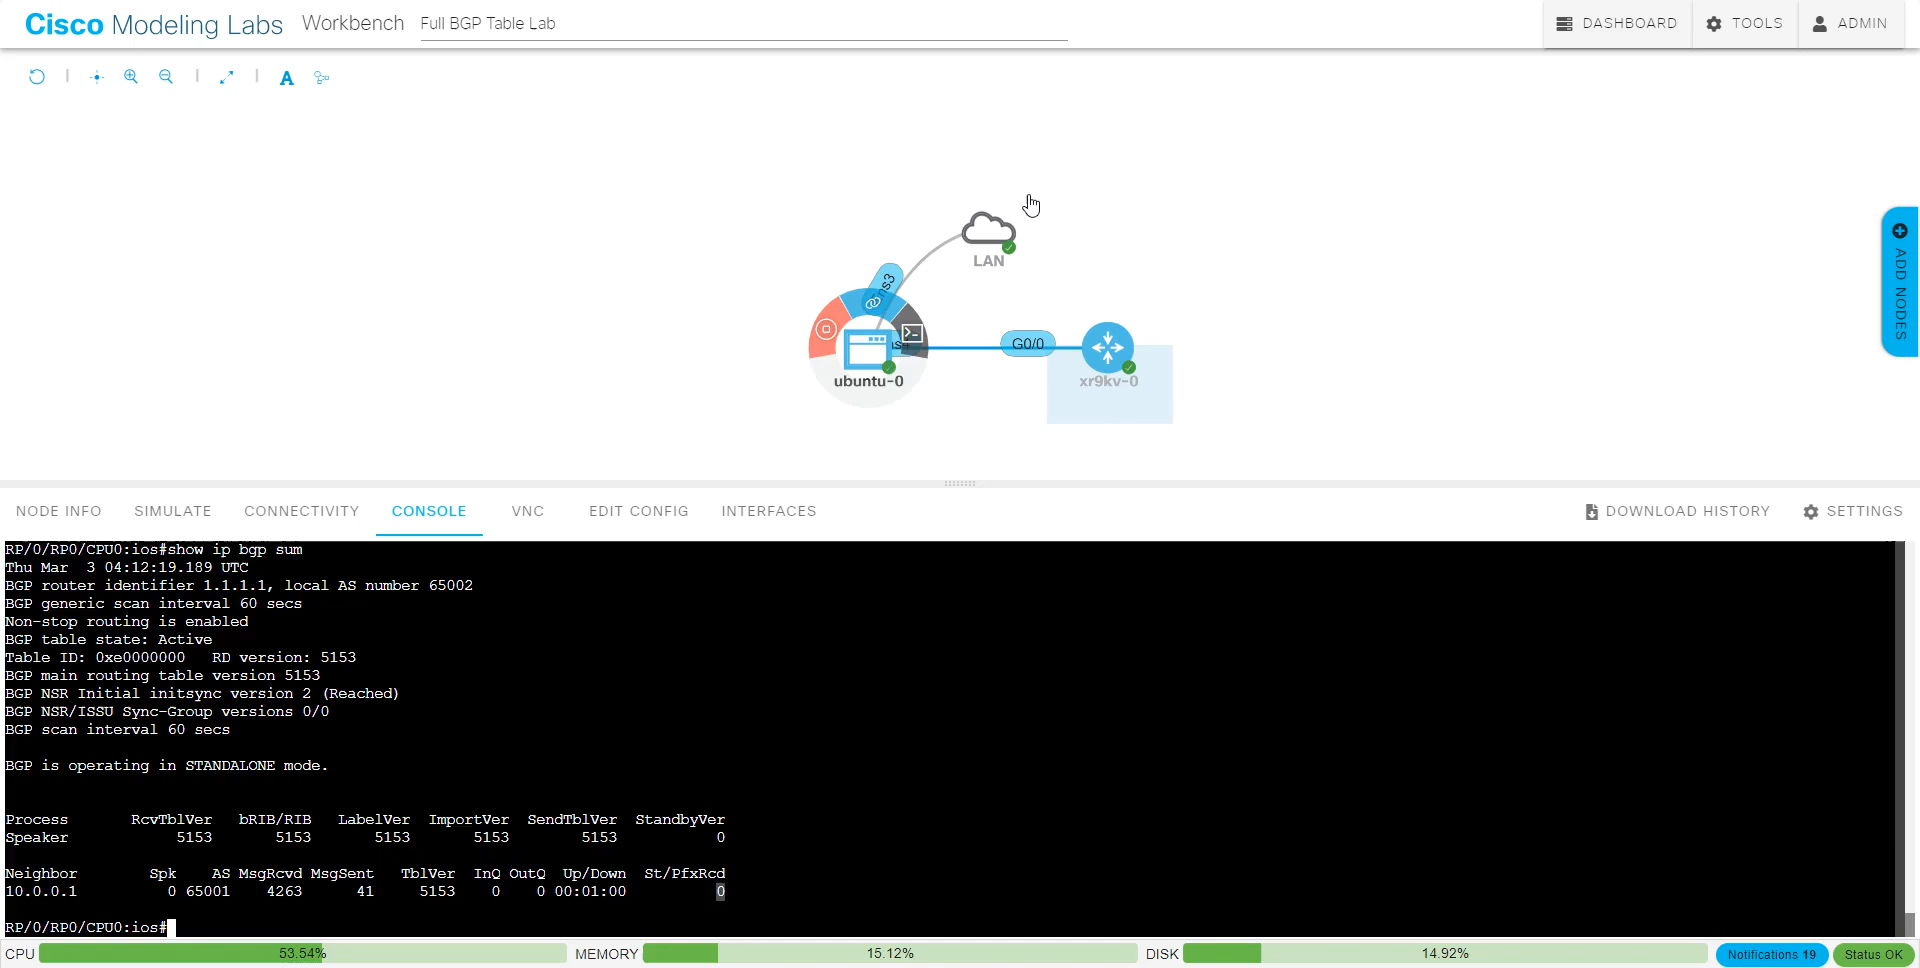 Cisco Modeling Labs Workbench Full BGP Table Lab DASHBOARD TOOLS ADMIN
A
LAN
ns3
G0/0
ubuntu-0
xr9kv-0
ADD NODES
NODE INFO SIMULATE CONNECTIVITY CONSOLE VNC EDIT CONFIG INTERFACES DOWNLOAD HISTORY SETTINGS
RP/0/RP0/CPU0:ios#show ip bgp sum
Thu Mar  3 04:12:19.189 UTC
BGP router identifier 1.1.1.1, local AS number 65002
BGP generic scan interval 60 secs
Non-stop routing is enabled
BGP table state: Active
Table ID: 0xe0000000   RD version: 5153
BGP main routing table version 5153
BGP NSR Initial initsync version 2 (Reached)
BGP NSR/ISSU Sync-Group versions 0/0
BGP scan interval 60 secs
BGP is operating in STANDALONE mode.
Process       RcvTblVer   bRIB/RIB   LabelVer  ImportVer  SendTblVer  StandbyVer
Speaker            5153       5153       5153       5153        5153           0
Neighbor        Spk    AS MsgRcvd MsgSent   TblVer  InQ OutQ  Up/Down  St/PfxRcd
10.0.0.1          0 65001    4263      41     5153    0    0 00:01:00          0
RP/0/RP0/CPU0:ios#
CPU 53.54% MEMORY 15.12% DISK 14.92% Notifications 19 Status OK